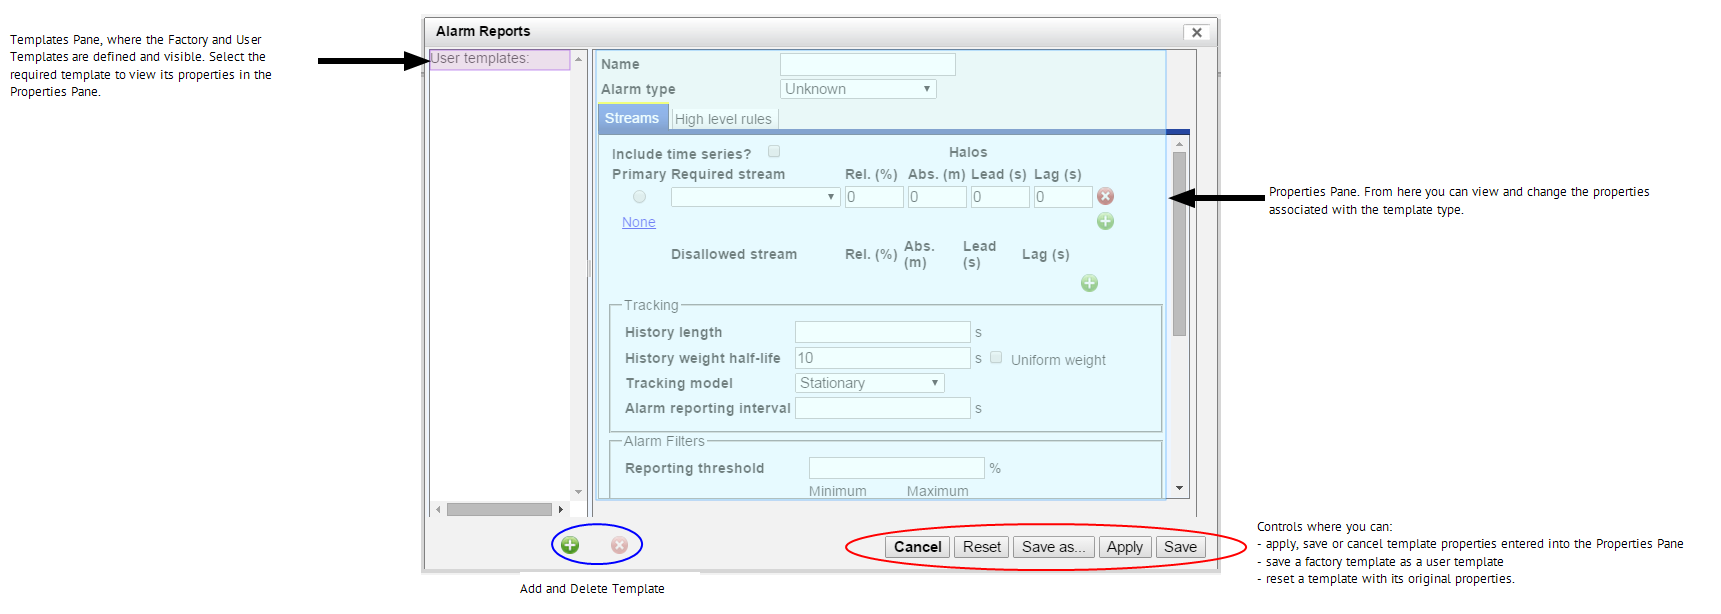 Alarm Reports
Templates Pane, where the Factory and User
Templates are defined and visible. Select the
required template to view its properties in the
Properties Pane.
User templates:
Name
Alarm type
Unknown
Streams
High level rules
Include time series?
Halos
Primary Required stream Rel. (%) Abs. (m) Lead (s) Lag (s)
0 0 0 0
None
Disallowed stream Rel. (%) Abs. (m) Lead (s) Lag (s)
Properties Pane. From here you can view and change the properties
associated with the template type.
Tracking
History length s
History weight half-life 10 s Uniform weight
Tracking model Stationary
Alarm reporting interval s
Alarm Filters
Reporting threshold %
Minimum Maximum
Cancel Reset Save as... Apply Save
Controls where you can:
- apply, save or cancel template properties entered into the Properties Pane
- save a factory template as a user template
- reset a template with its original properties.
Add and Delete Template